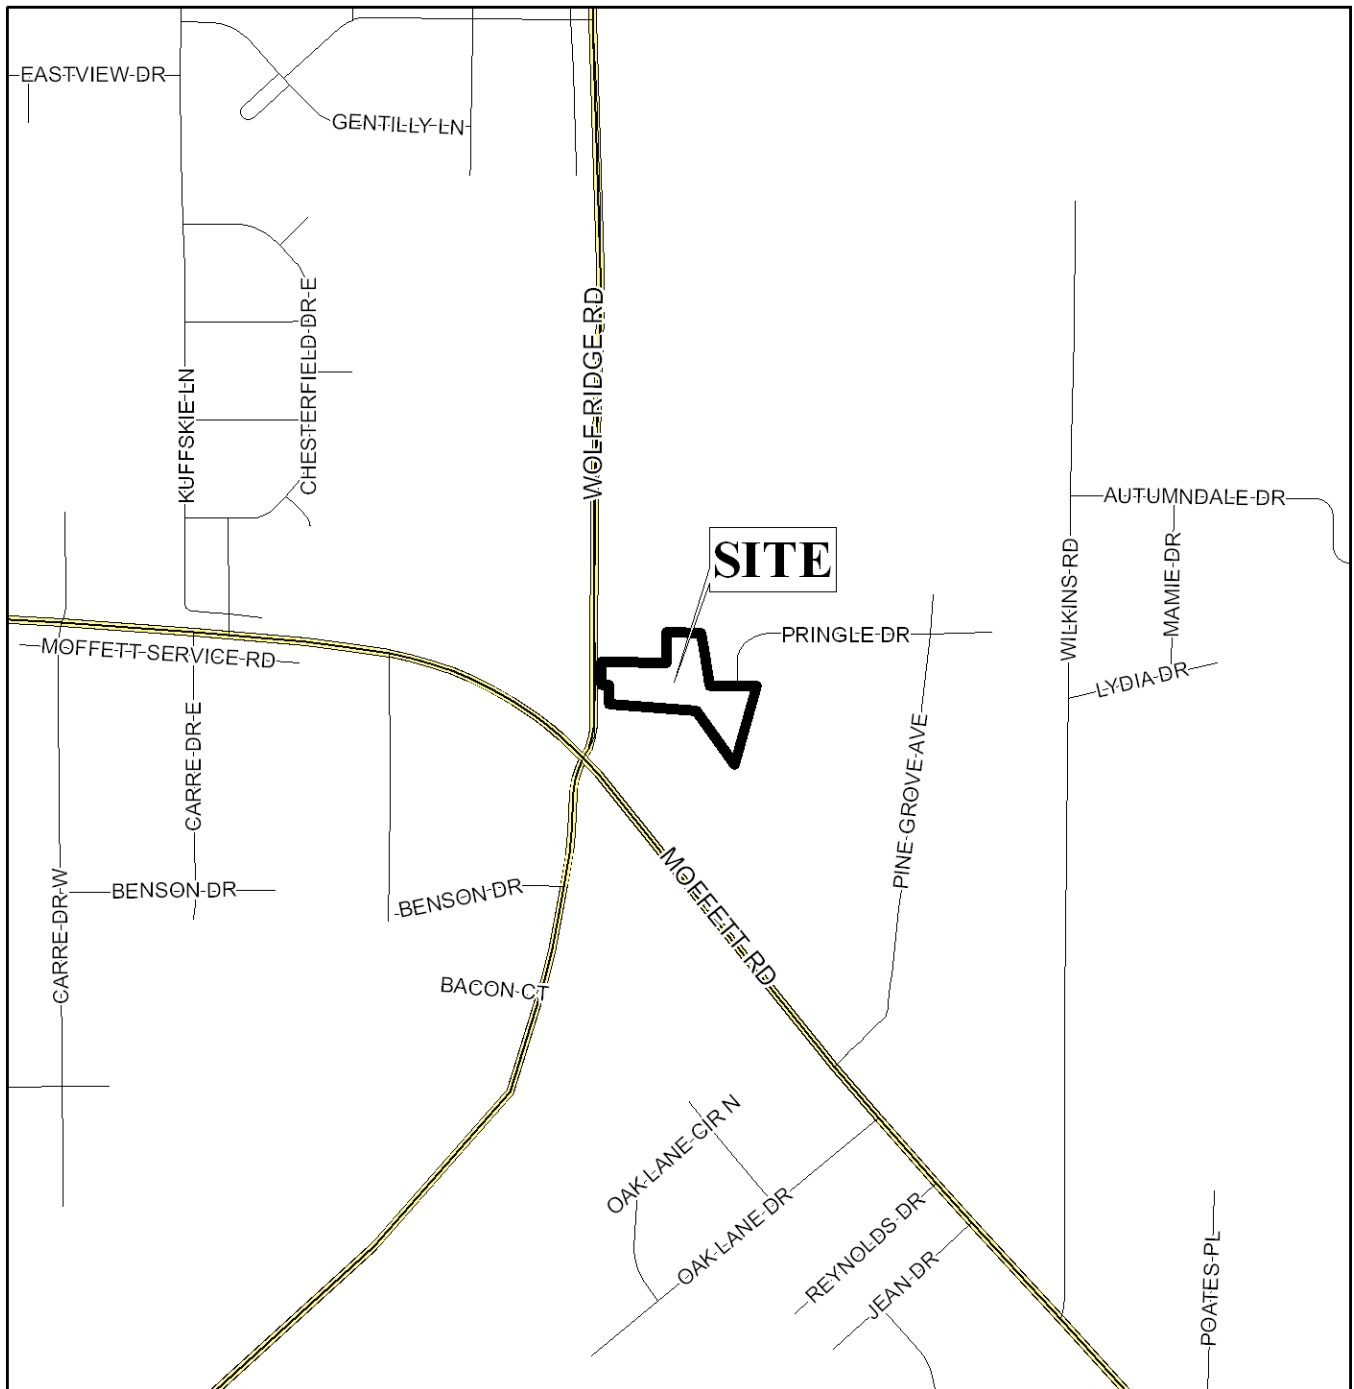 EASTVIEW DR
GENTILLY LN
CHESTERFIELD DR E
WOLF RIDGE RD
KUFFSKIE LN
AUTUMNDALE DR
SITE
WILKINS RD
MAMIE DR
PRINGLE DR
MOFFETT SERVICE RD
LYDIA DR
CARRE DR E
PINE GROVE AVE
MOFFETT RD
CARRE DR W
BENSON DR
BENSON DR
BACON CT
OAK LANE CIR N
OAK LANE DR
REYNOLDS DR
JEAN DR
POATES PL